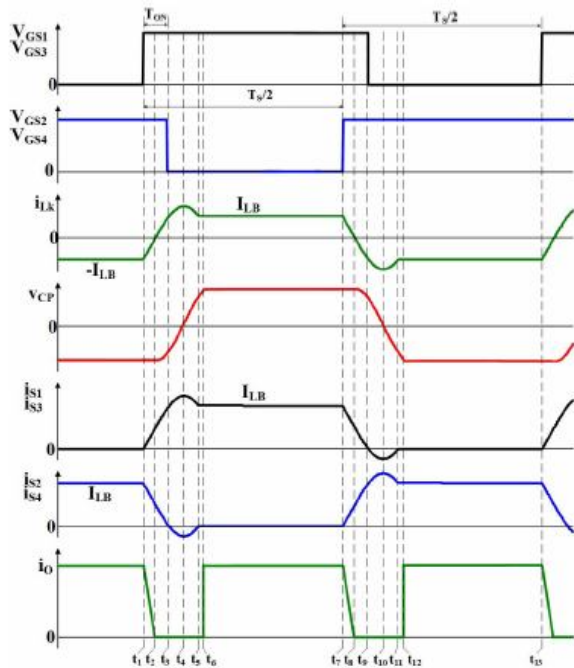 T_ON
T_S/2
V_GS1
V_GS3
0
T_S/2
V_GS2
V_GS4
0
i_Lk
I_LB
0
-I_LB
v_CP
0
i_S1
i_S3
I_LB
0
i_S2
i_S4
I_LB
0
i_O
0
t_1 t_2 t_3 t_4 t_5 t_6 t_7 t_8 t_9 t_10 t_11 t_12 t_13